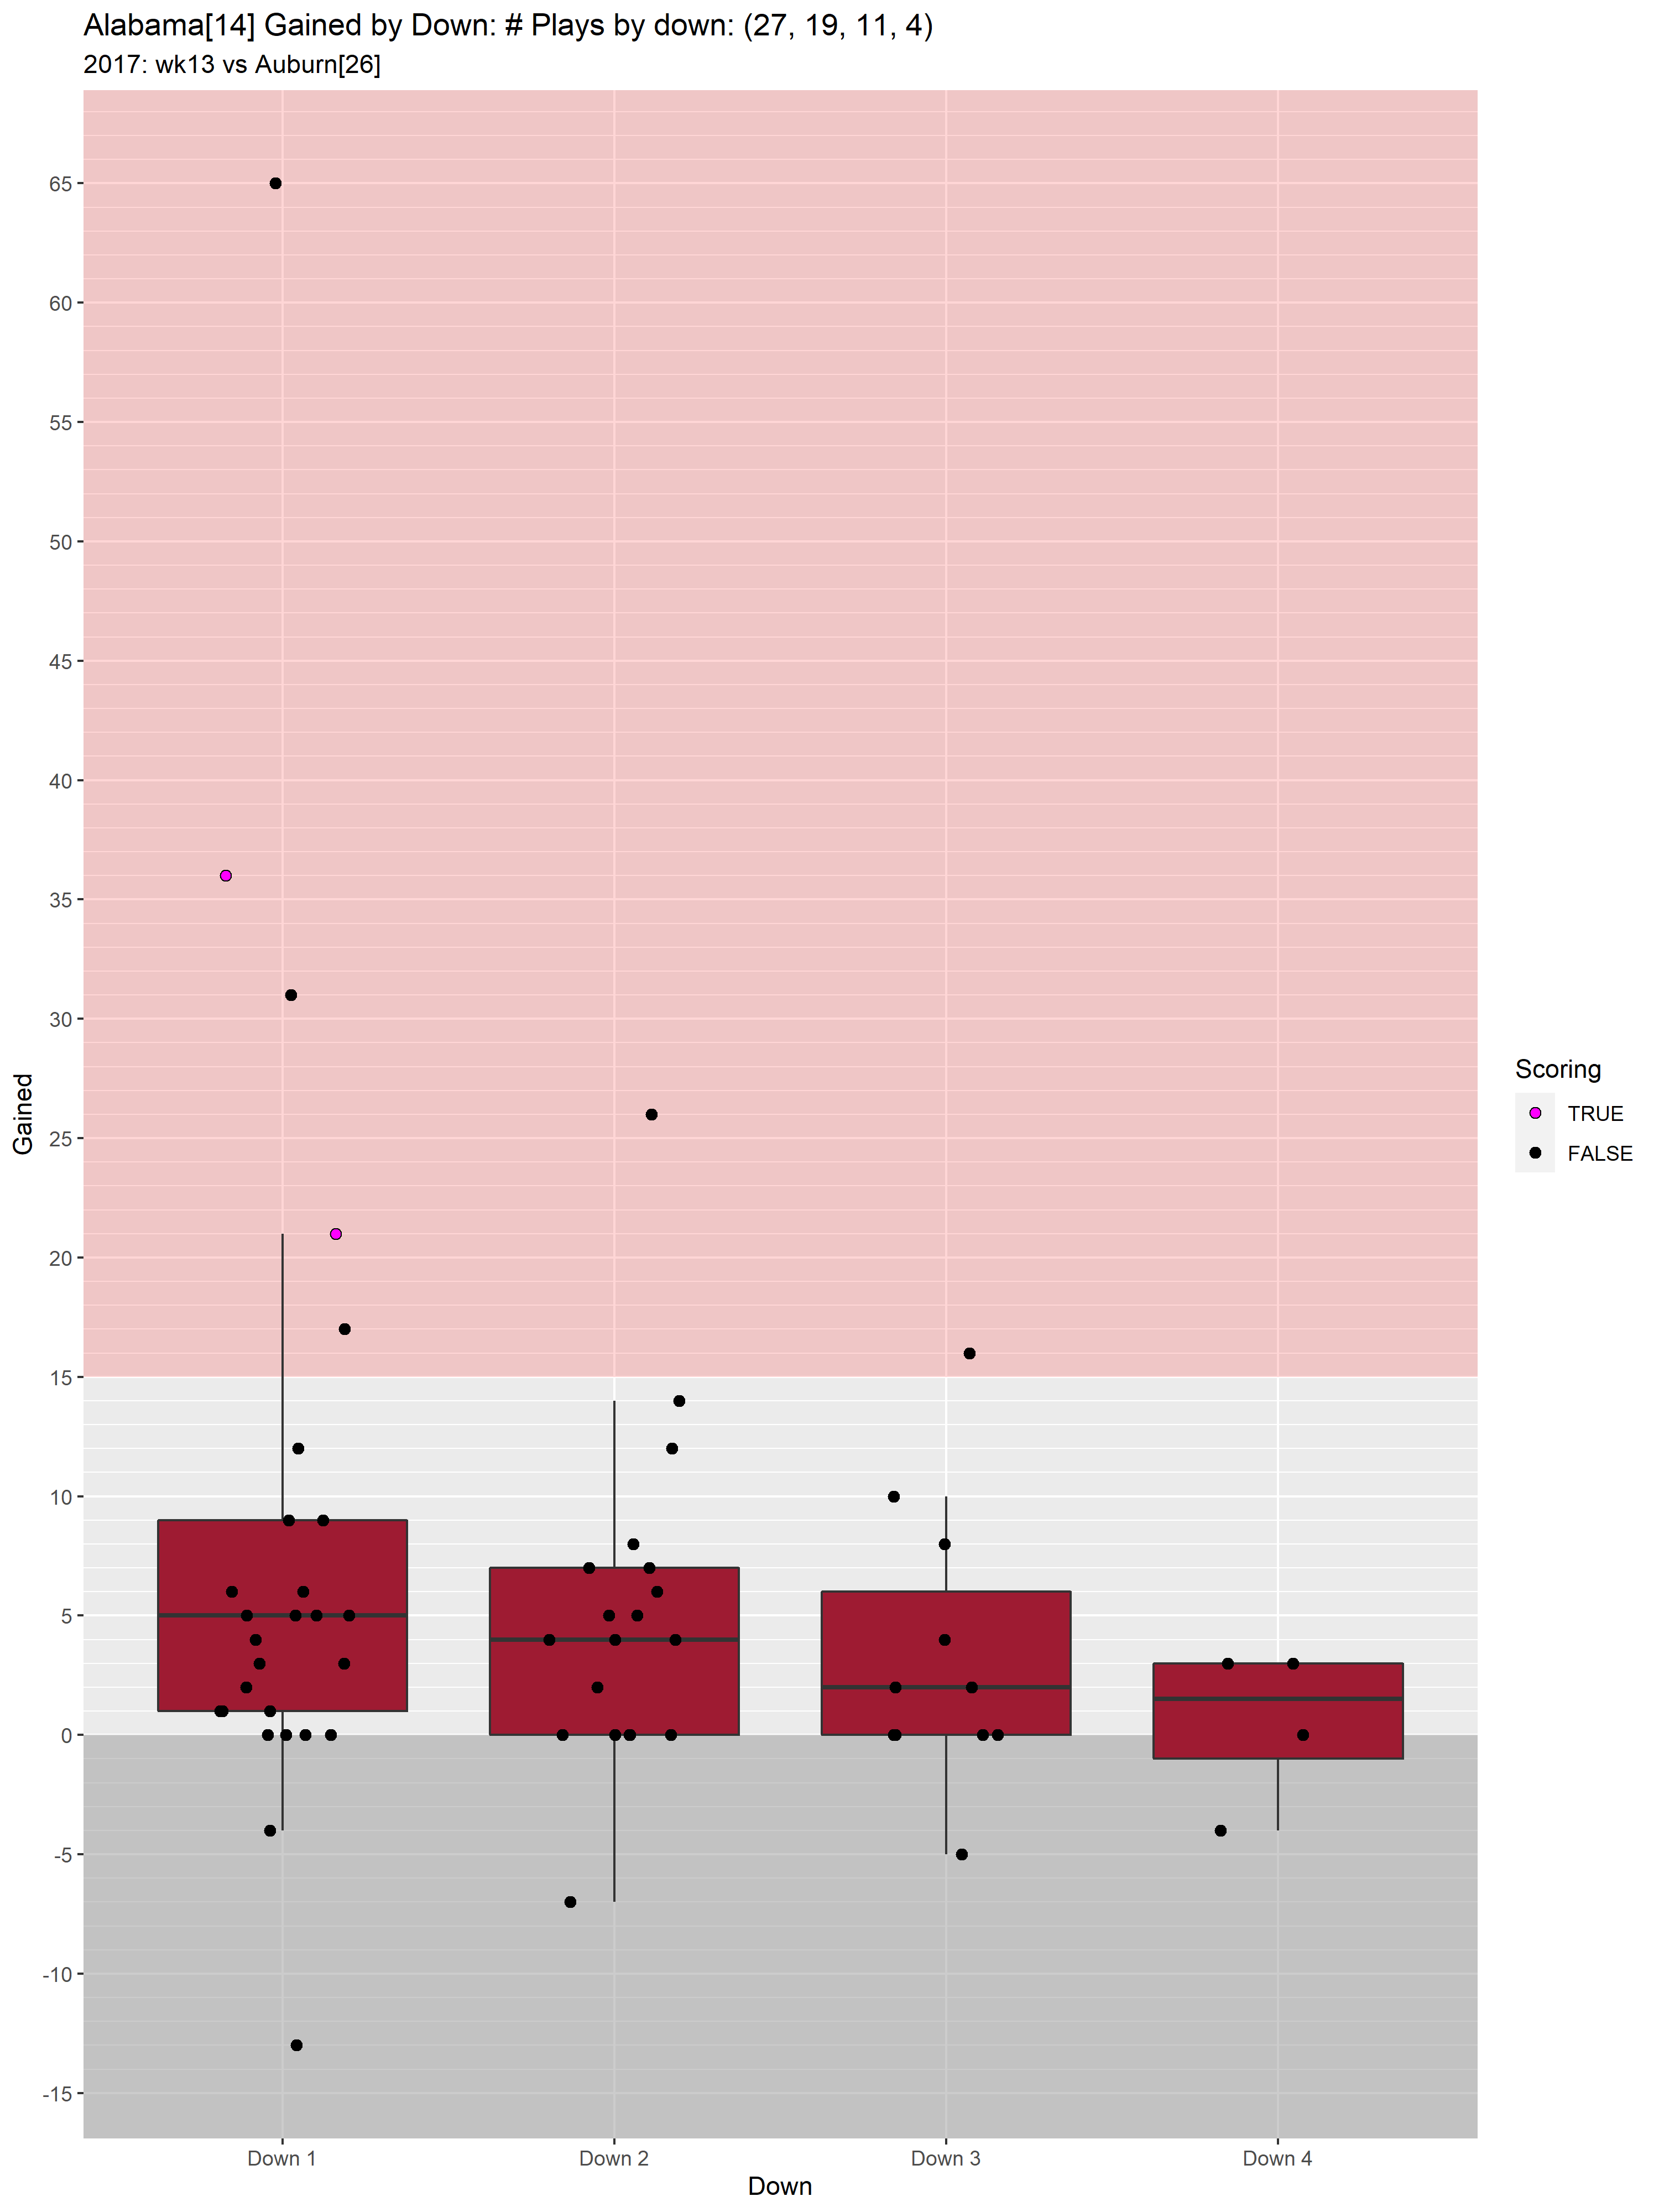 Alabama[14] Gained by Down: # Plays by down: (27, 19, 11, 4)
2017: wk13 vs Auburn[26]
65
60
55
50
45
40
35
30
25
20
15
10
5
0
-5
-10
-15
Gained
Down 1 Down 2 Down 3 Down 4
Down
Scoring
TRUE
FALSE